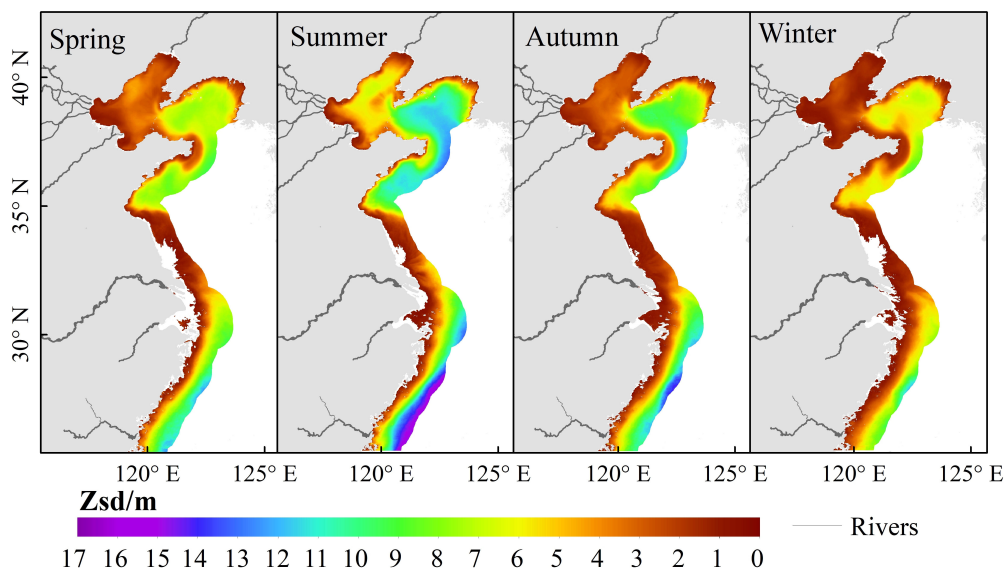 Spring Summer Autumn Winter
40° N
35° N
30° N
120° E 125° E 120° E 125° E 120° E 125° E 120° E 125° E
Zsd/m
17 16 15 14 13 12 11 10 9 8 7 6 5 4 3 2 1 0
Rivers